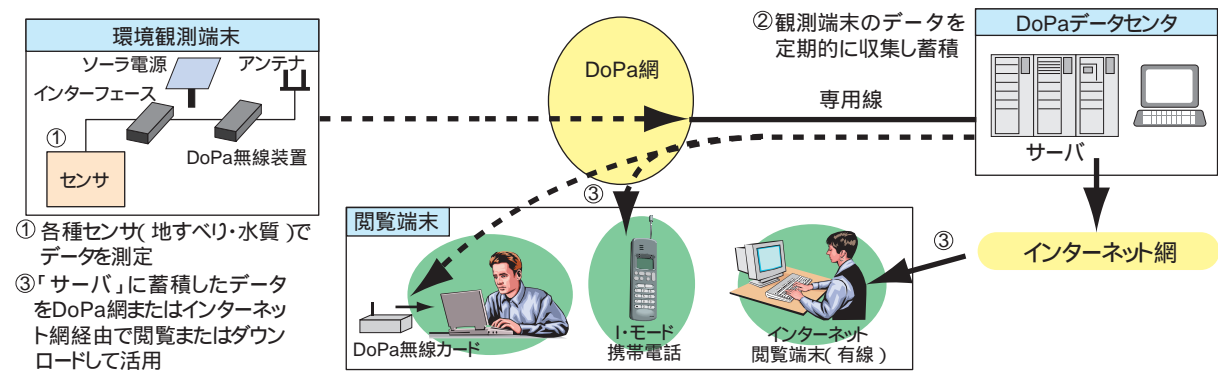 環境観測端末
ソーラ電源
アンテナ
インターフェース
①
DoPa無線装置
センサ
①各種センサ(地すべり・水質)で
データを測定
③「サーバ」に蓄積したデータ
をDoPa網またはインターネッ
ト網経由で閲覧またはダウン
ロードして活用
DoPa網
②観測端末のデータを
定期的に収集し蓄積
専用線
DoPaデータセンタ
サーバ
③
閲覧端末
DoPa無線カード
I・モード
携帯電話
インターネット
閲覧端末(有線)
③
インターネット網